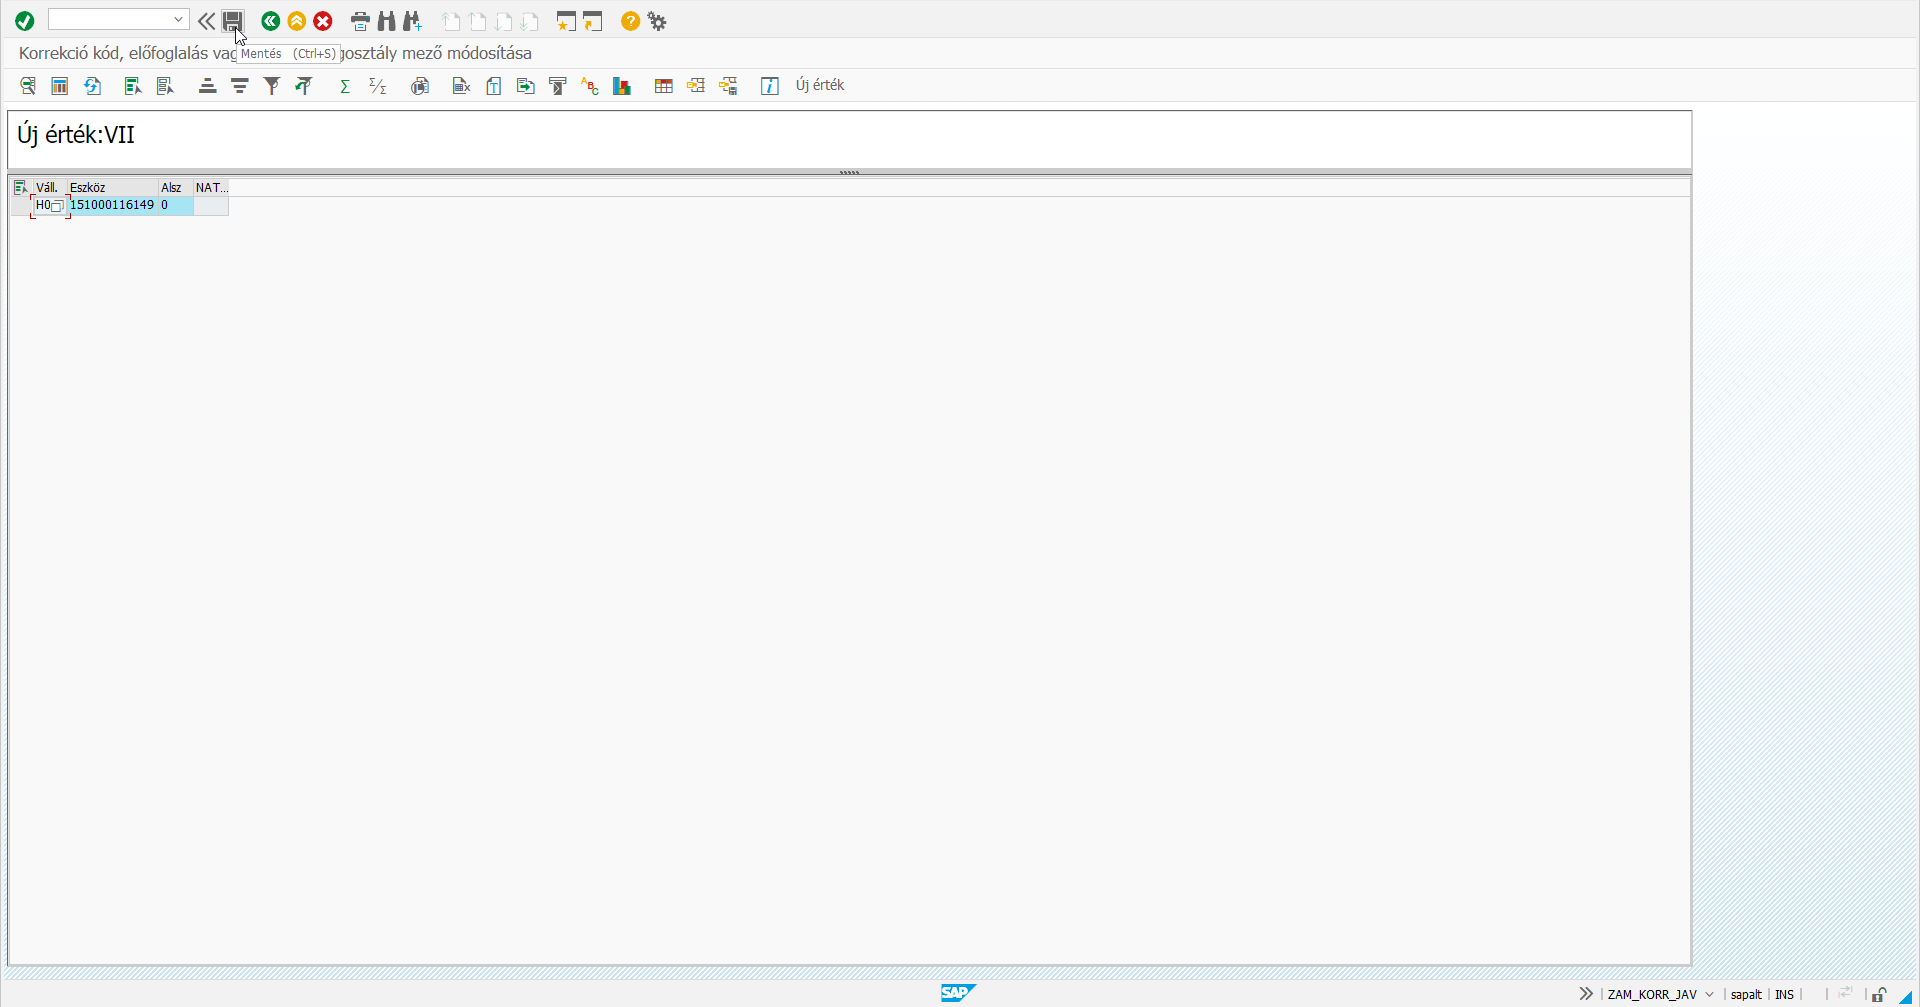 Korrekció kód, előfoglalás vag
Mentés (Ctrl+S)
gosztály mező módosítása
Új érték
Új érték:VII
Váll. Eszköz Alsz NAT...
H0 151000116149 0
SAP
ZAM_KORR_JAV sapalt INS